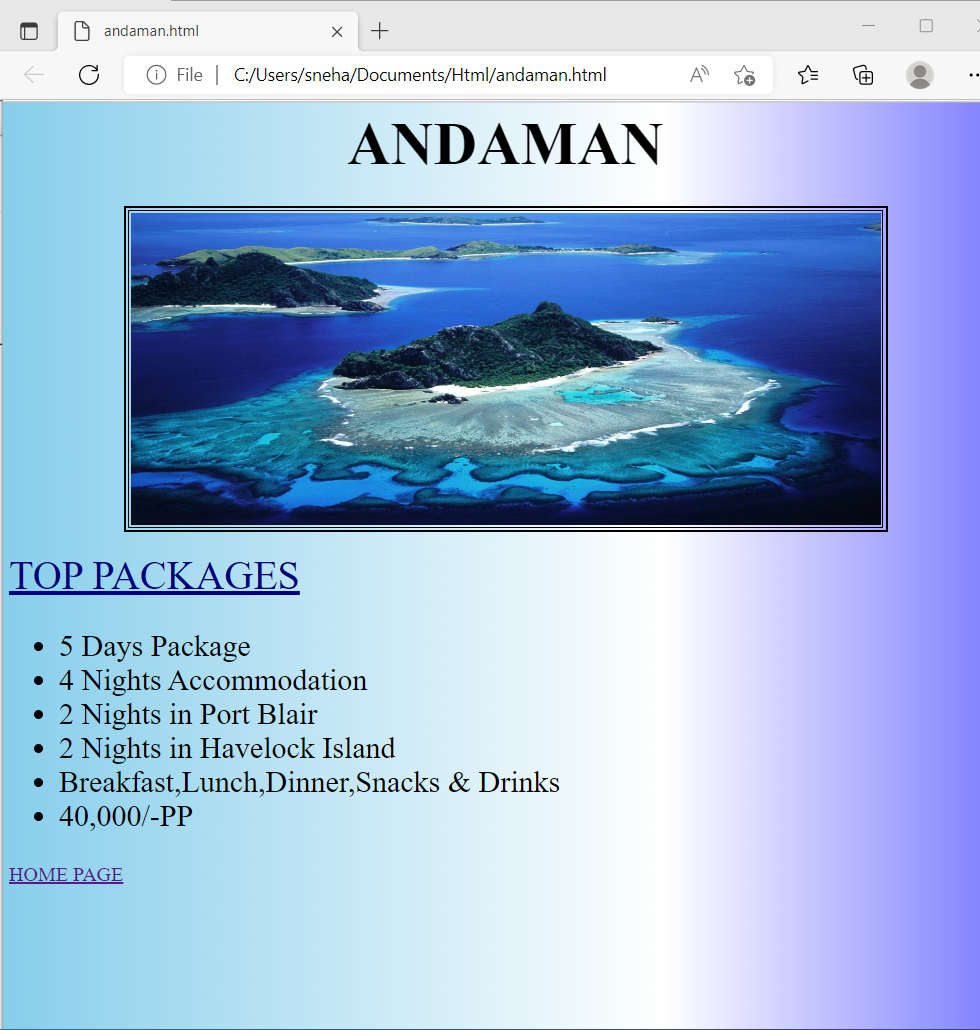 andaman.html
File C:/Users/sneha/Documents/Html/andaman.html
ANDAMAN
TOP PACKAGES
• 5 Days Package
• 4 Nights Accommodation
• 2 Nights in Port Blair
• 2 Nights in Havelock Island
• Breakfast,Lunch,Dinner,Snacks & Drinks
• 40,000/-PP
HOME PAGE